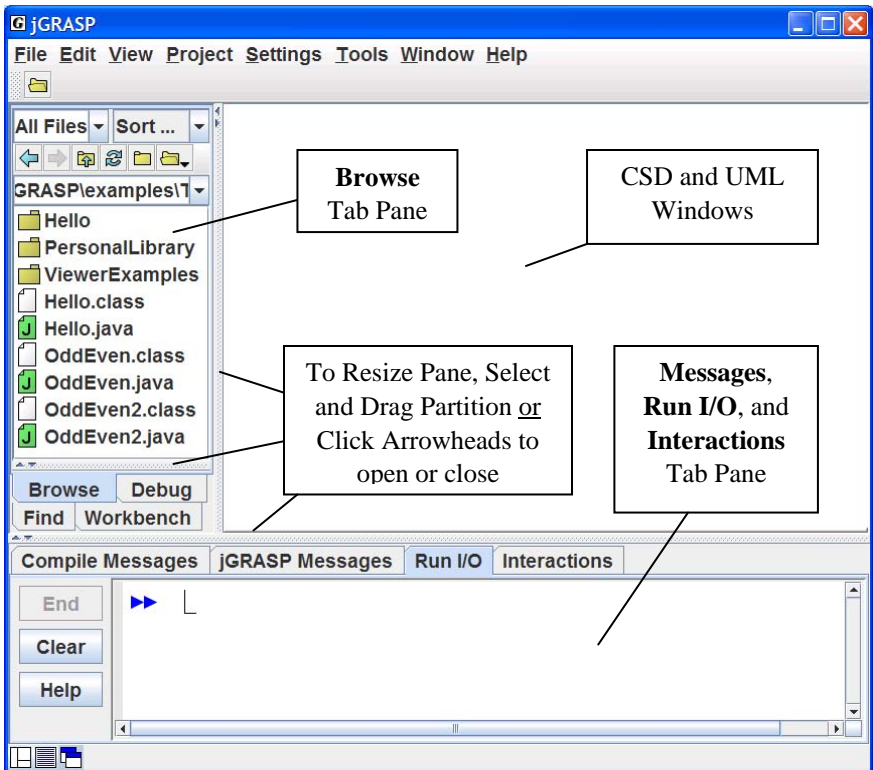 jGRASP
File Edit View Project Settings Tools Window Help
All Files Sort ...
GRASP\examples\T
Hello
PersonalLibrary
ViewerExamples
Hello.class
Hello.java
OddEven.class
OddEven.java
OddEven2.class
OddEven2.java
Browse Debug
Find Workbench
Browse
Tab Pane
CSD and UML
Windows
To Resize Pane, Select
and Drag Partition or
Click Arrowheads to
open or close
Messages,
Run I/O, and
Interactions
Tab Pane
Compile Messages jGRASP Messages Run I/O Interactions
End
Clear
Help